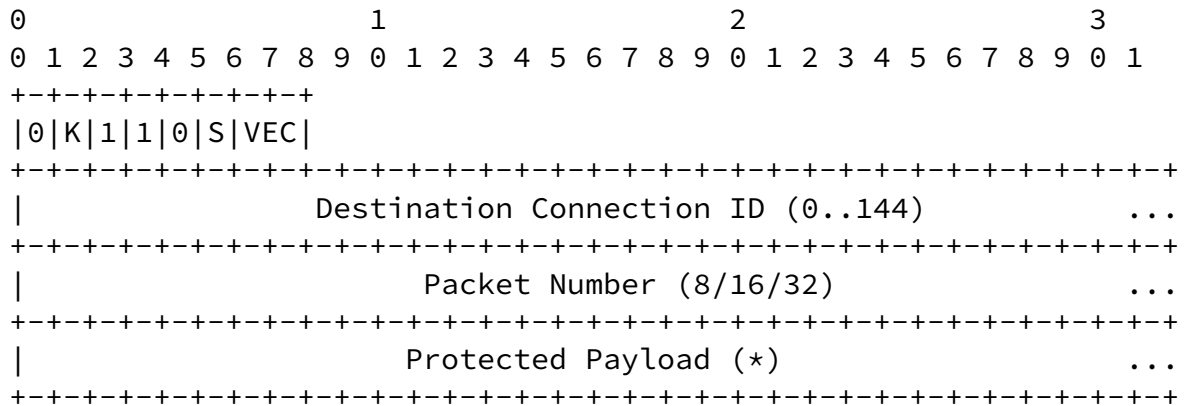 0                   1                   2                   3
0 1 2 3 4 5 6 7 8 9 0 1 2 3 4 5 6 7 8 9 0 1 2 3 4 5 6 7 8 9 0 1
+-+-+-+-+-+-+-+-+
|0|K|1|1|0|S|VEC|
+-+-+-+-+-+-+-+-+-+-+-+-+-+-+-+-+-+-+-+-+-+-+-+-+-+-+-+-+-+-+-+-+
|                Destination Connection ID (0..144)           ...
+-+-+-+-+-+-+-+-+-+-+-+-+-+-+-+-+-+-+-+-+-+-+-+-+-+-+-+-+-+-+-+-+
|                      Packet Number (8/16/32)                ...
+-+-+-+-+-+-+-+-+-+-+-+-+-+-+-+-+-+-+-+-+-+-+-+-+-+-+-+-+-+-+-+-+
|                     Protected Payload (*)                   ...
+-+-+-+-+-+-+-+-+-+-+-+-+-+-+-+-+-+-+-+-+-+-+-+-+-+-+-+-+-+-+-+-+